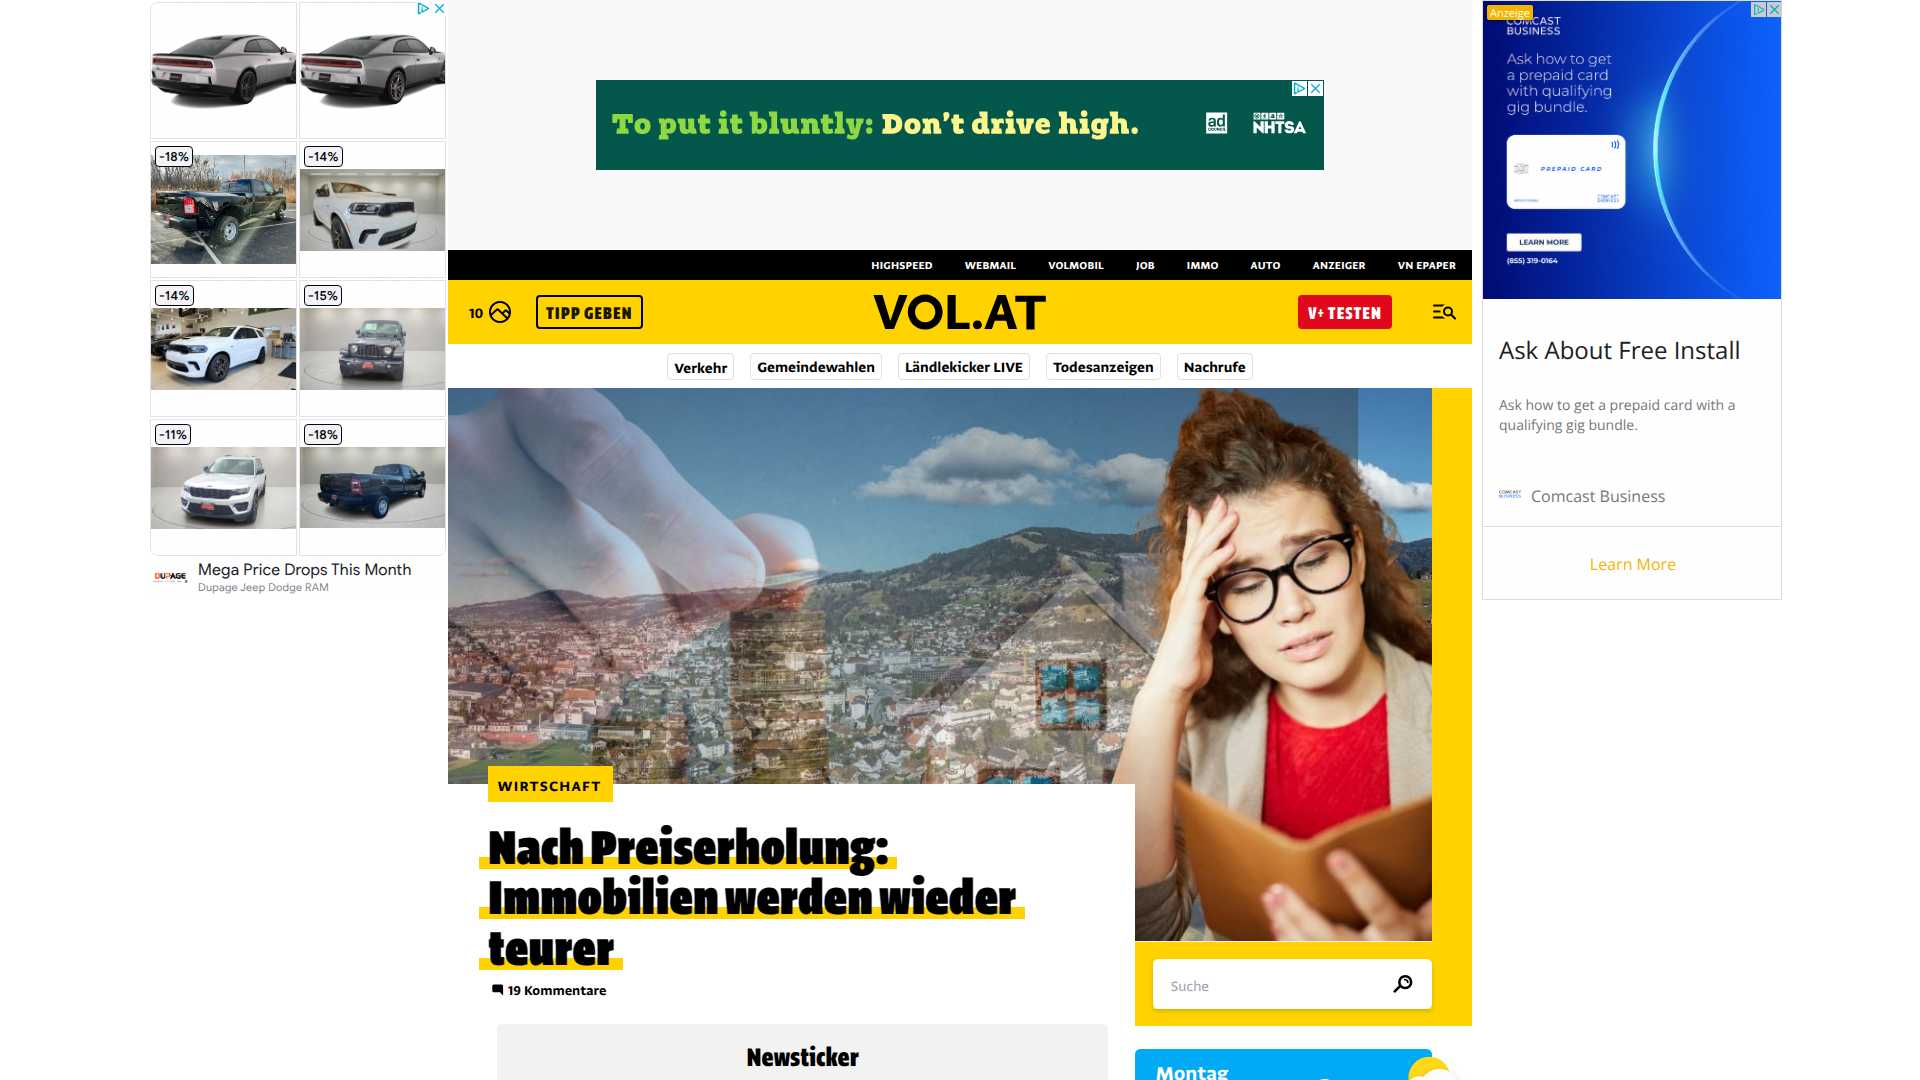 -18%
-14%
-14%
-15%
-11%
-18%
DUPAGE
Mega Price Drops This Month
Dupage Jeep Dodge RAM
To put it bluntly: Don't drive high.
ad
COUNCIL
NHTSA
HIGHSPEED
WEBMAIL
VOLMOBIL
JOB
IMMO
AUTO
ANZEIGER
VN EPAPER
10
TIPP GEBEN
VOL.AT
V+ TESTEN
Verkehr
Gemeindewahlen
Ländlekicker LIVE
Todesanzeigen
Nachrufe
WIRTSCHAFT
Nach Preiserholung:
Immobilien werden wieder
teurer
19 Kommentare
Newsticker
Suche
Montag
Anzeige
COMCAST
BUSINESS
Ask how to get
a prepaid card
with qualifying
gig bundle.
PREPAID CARD
COMCAST
BUSINESS
LEARN MORE
(855) 319-0164
Ask About Free Install
Ask how to get a prepaid card with a
qualifying gig bundle.
COMCAST
BUSINESS
Comcast Business
Learn More